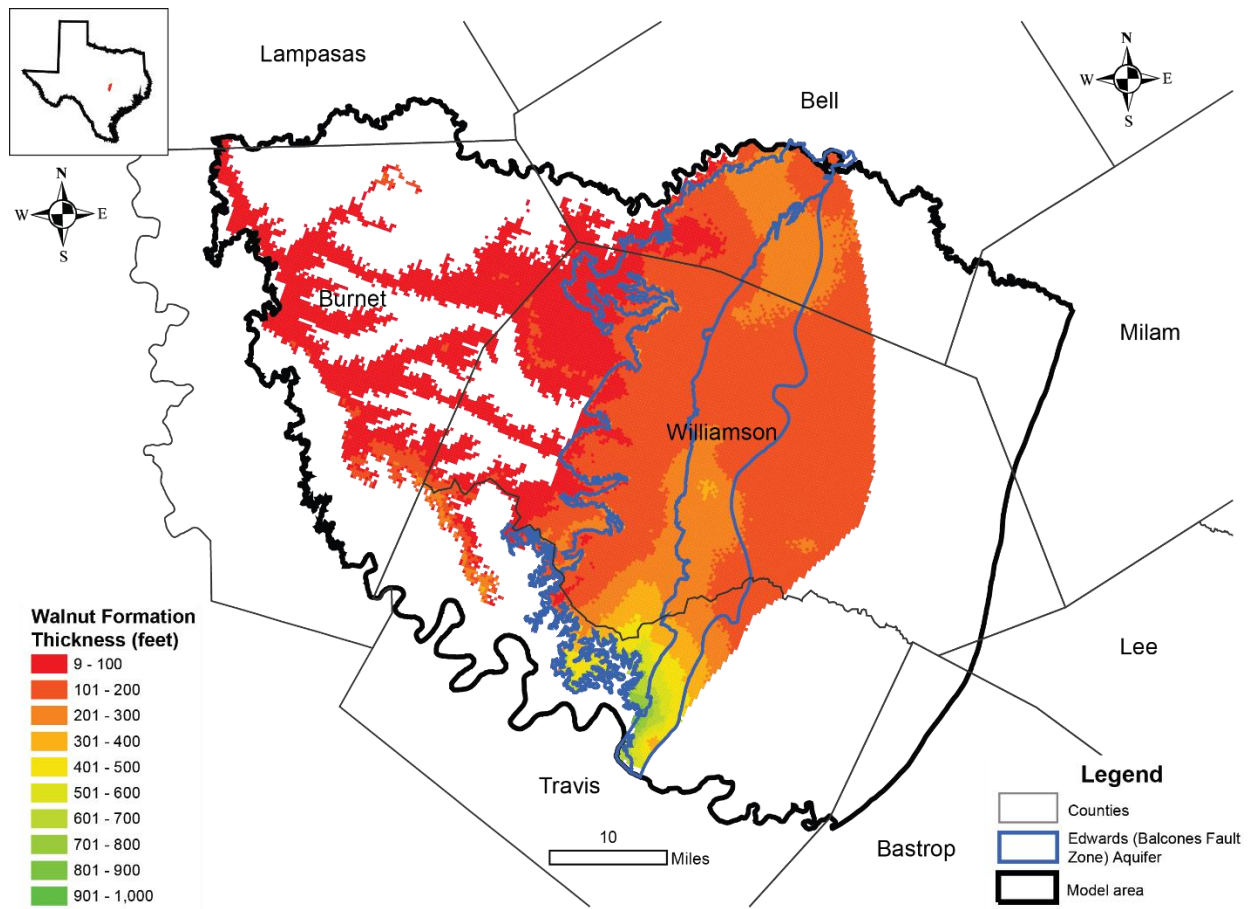 Lampasas
Bell
N
W
E
S
N
W
E
S
Burnet
Milam
Williamson
Lee
Travis
Bastrop
Walnut Formation
Thickness (feet)
9 - 100
101 - 200
201 - 300
301 - 400
401 - 500
501 - 600
601 - 700
701 - 800
801 - 900
901 - 1,000
10
Miles
Legend
Counties
Edwards (Balcones Fault
Zone) Aquifer
Model area